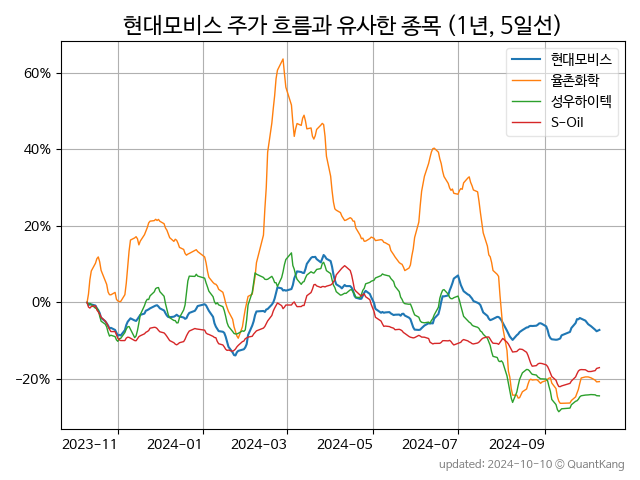 현대모비스 주가 흐름과 유사한 종목 (1년, 5일선)
현대모비스
율촌화학
성우하이텍
S-Oil
60%
40%
20%
0%
−20%
2023-11 2024-01 2024-03 2024-05 2024-07 2024-09
updated: 2024-10-10 © QuantKang